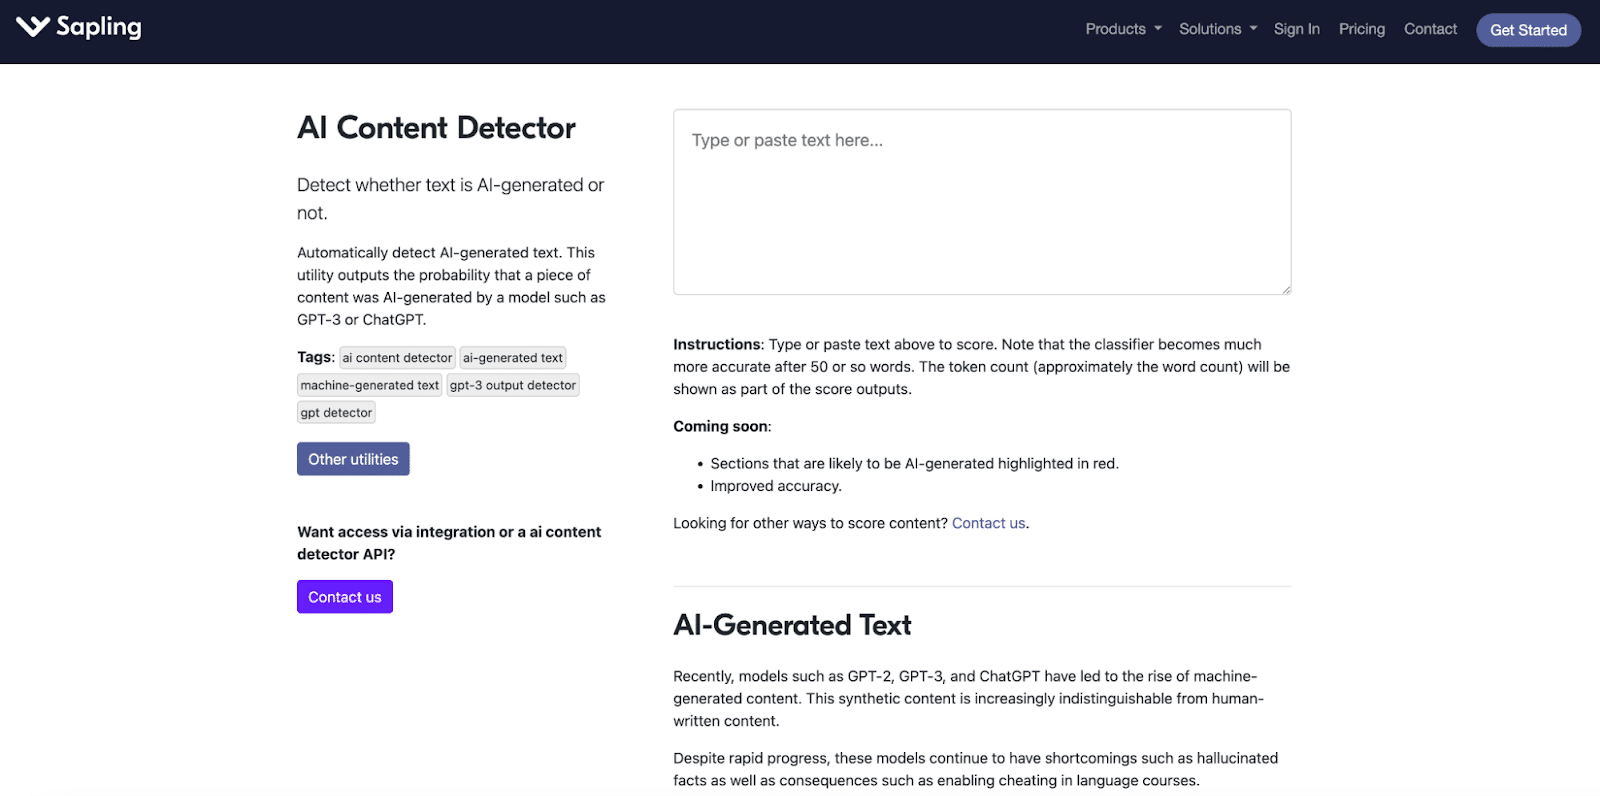 Sapling
Products Solutions Sign In Pricing Contact Get Started
AI Content Detector
Detect whether text is AI-generated or
not.
Automatically detect AI-generated text. This
utility outputs the probability that a piece of
content was AI-generated by a model such as
GPT-3 or ChatGPT.
Tags: ai content detector ai-generated text
machine-generated text gpt-3 output detector
gpt detector
Other utilities
Want access via integration or a ai content
detector API?
Contact us
Type or paste text here...
Instructions: Type or paste text above to score. Note that the classifier becomes much
more accurate after 50 or so words. The token count (approximately the word count) will be
shown as part of the score outputs.
Coming soon:
• Sections that are likely to be AI-generated highlighted in red.
• Improved accuracy.
Looking for other ways to score content? Contact us.
AI-Generated Text
Recently, models such as GPT-2, GPT-3, and ChatGPT have led to the rise of machine-
generated content. This synthetic content is increasingly indistinguishable from human-
written content.
Despite rapid progress, these models continue to have shortcomings such as hallucinated
facts as well as consequences such as enabling cheating in language courses.